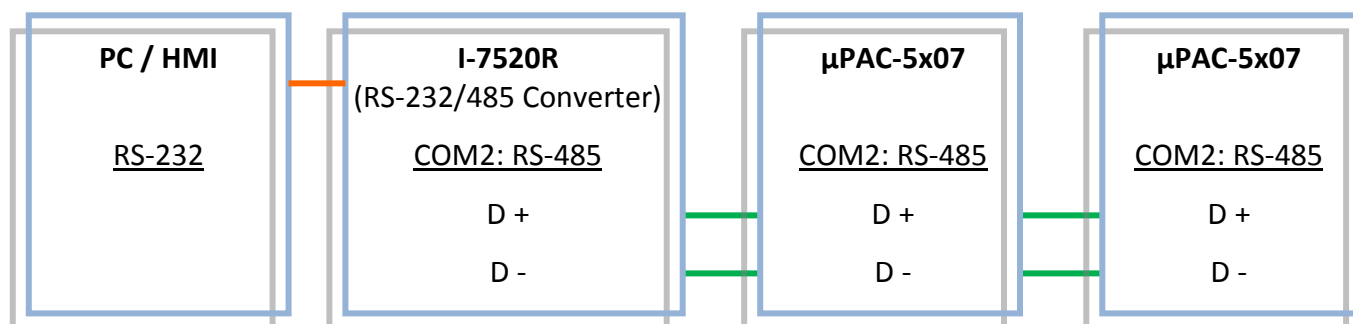 PC / HMI
RS-232
I-7520R
(RS-232/485 Converter)
COM2: RS-485
D +
D -
µPAC-5x07
COM2: RS-485
D +
D -
µPAC-5x07
COM2: RS-485
D +
D -